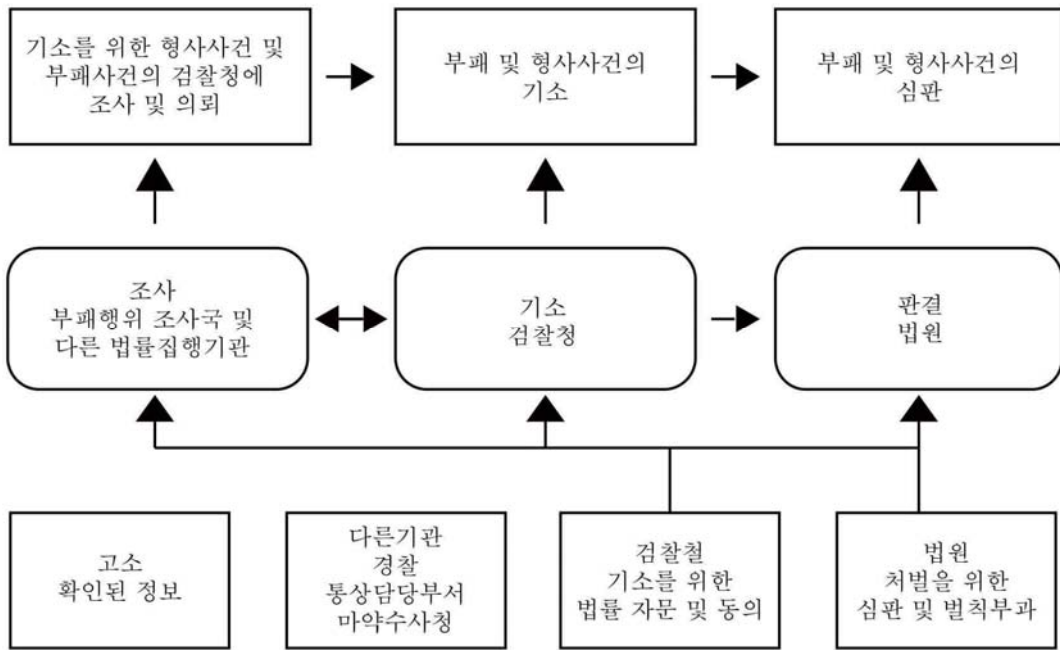 기소를 위한 형사사건 및
부패사건의 검찰청에
조사 및 의뢰
부패 및 형사사건의
기소
부패 및 형사사건의
심판
조사
부패행위 조사국 및
다른 법률집행기관
기소
검찰청
판결
법원
고소
확인된 정보
다른기관
경찰
통상담당부서
마약수사청
검찰철
기소를 위한
법률 자문 및 동의
법원
처벌을 위한
심판 및 벌칙부과